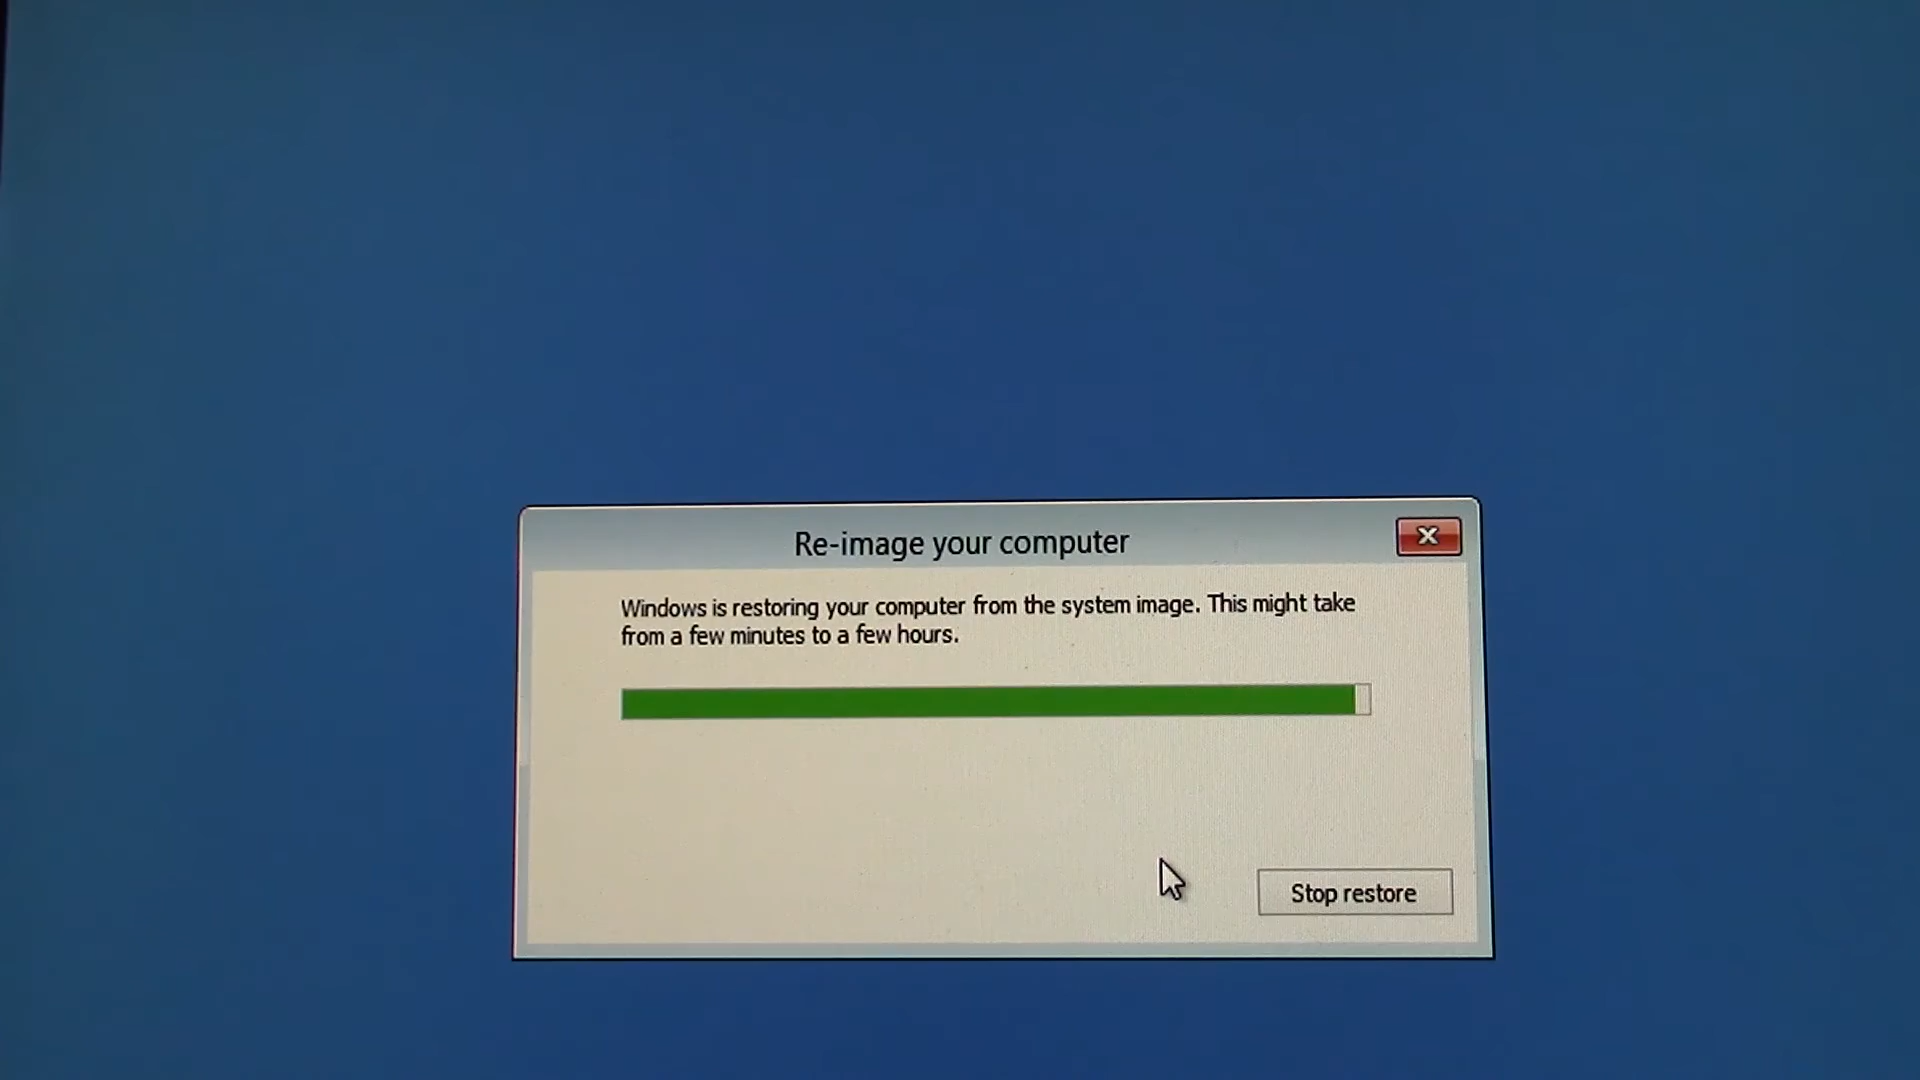 Re-image your computer
Windows is restoring your computer from the system image. This might take
from a few minutes to a few hours.
Stop restore